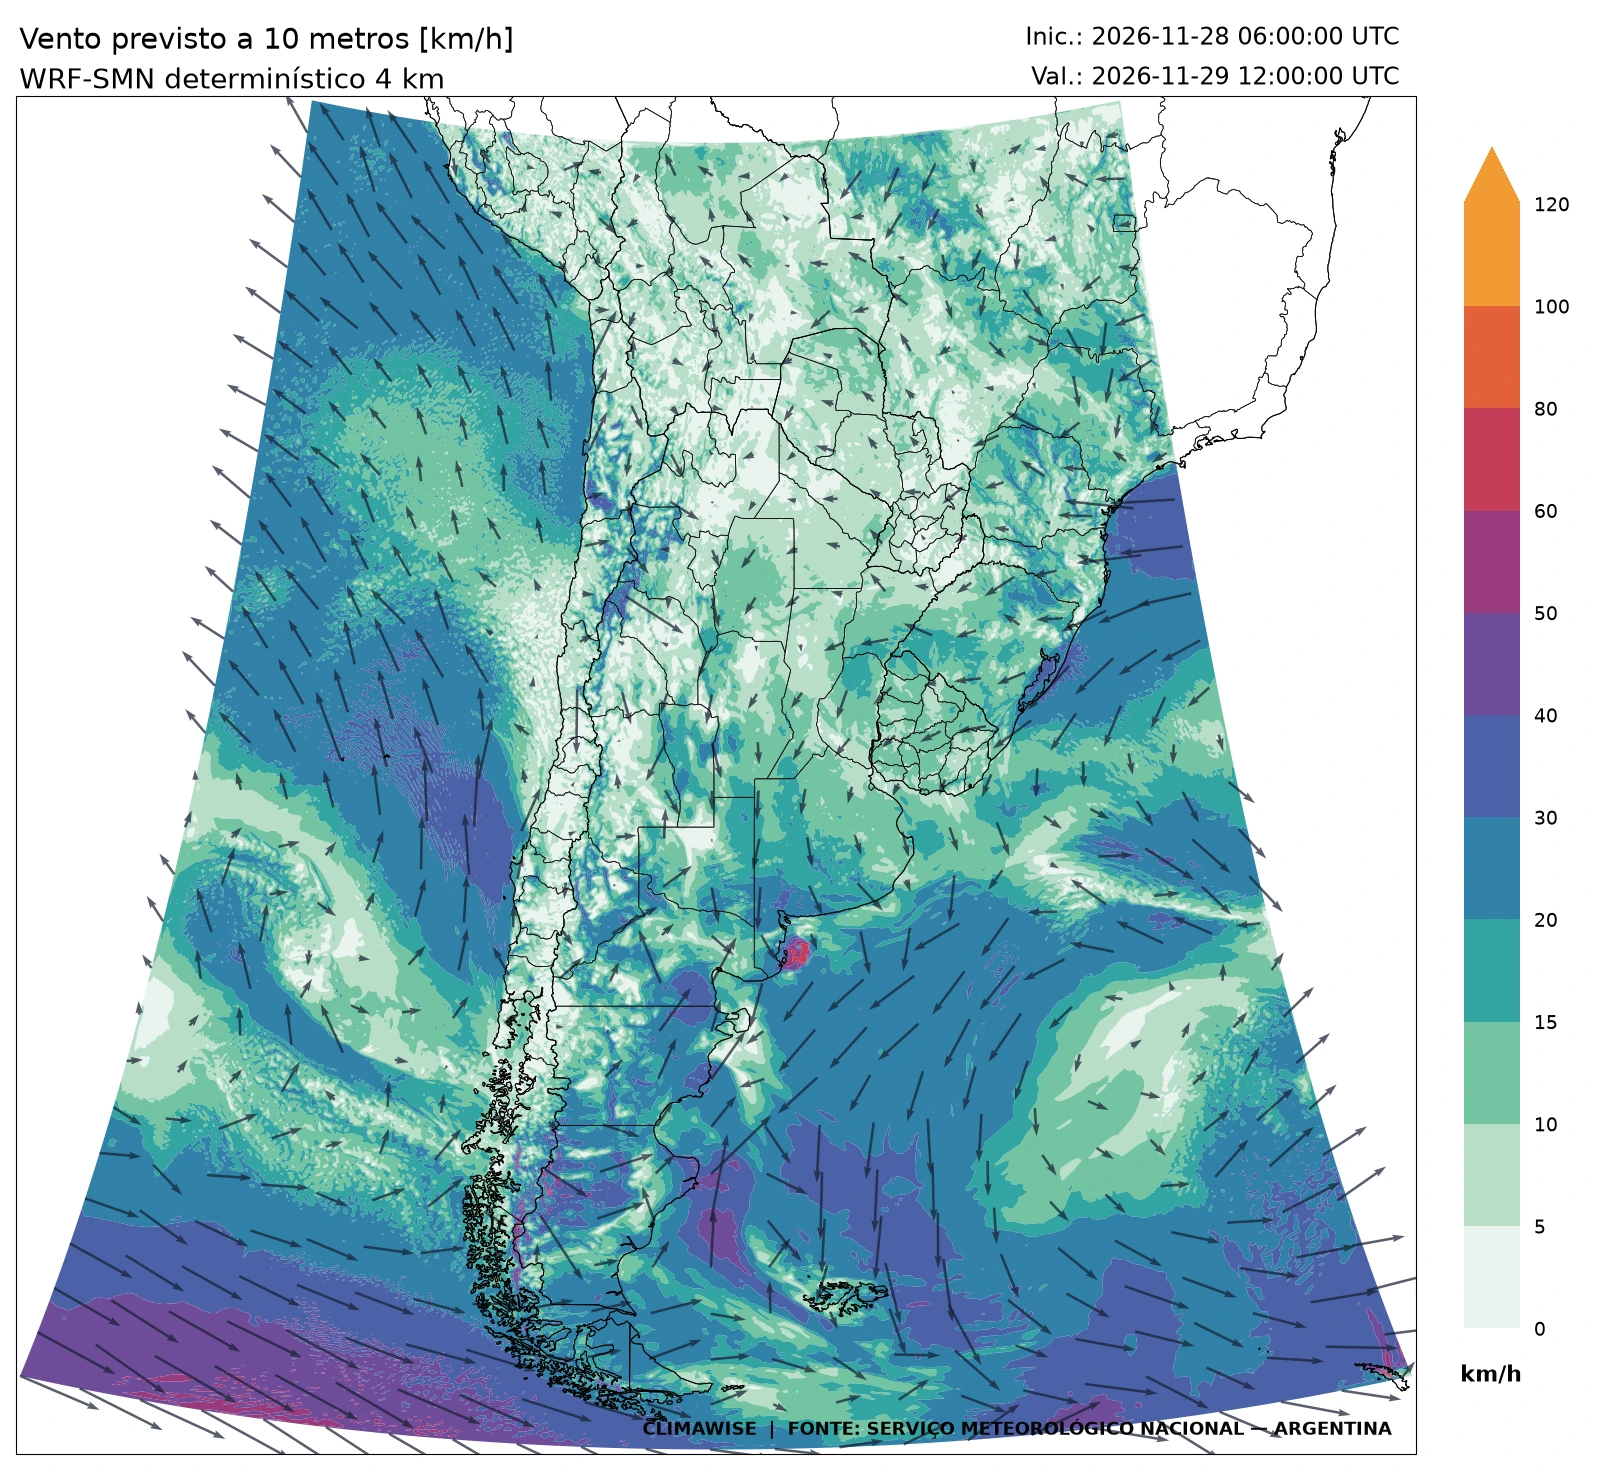 Vento previsto a 10 metros [km/h]
WRF-SMN determinístico 4 km
Inic.: 2026-11-28 06:00:00 UTC
Val.: 2026-11-29 12:00:00 UTC
120
100
80
60
50
40
30
20
15
10
5
0
km/h
CLIMAWISE | FONTE: SERVIÇO METEOROLÓGICO NACIONAL — ARGENTINA